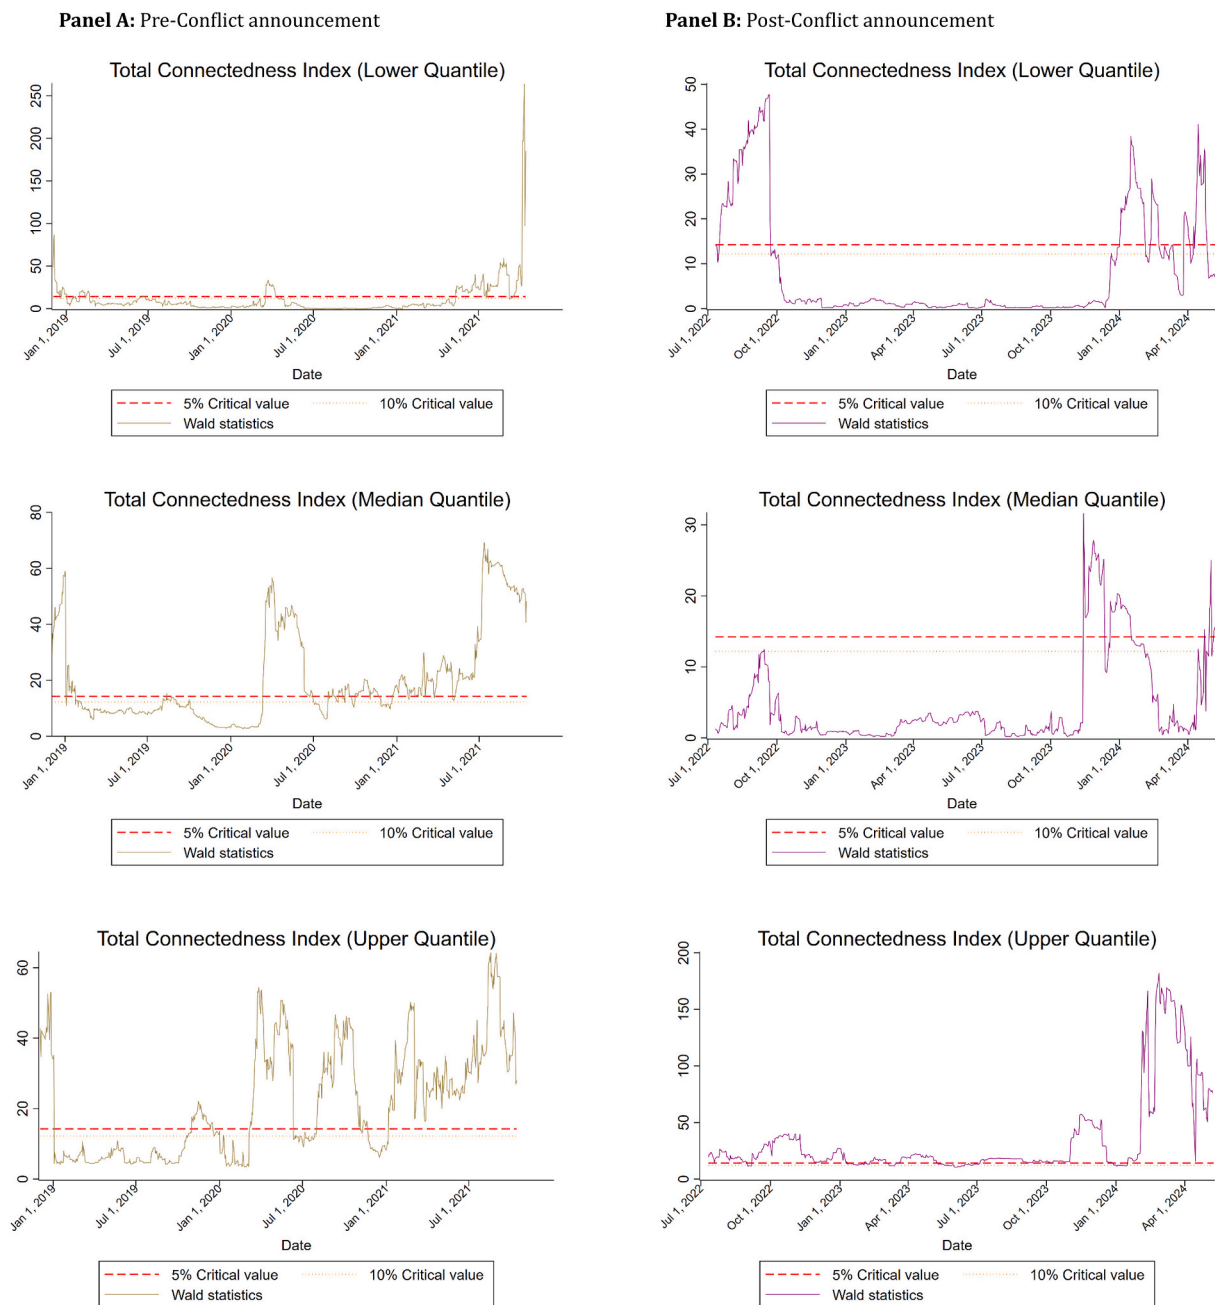 Panel A: Pre-Conflict announcement
Panel B: Post-Conflict announcement
Total Connectedness Index (Lower Quantile)
250
200
150
100
50
0
Jan 1, 2019
Jul 1, 2019
Jan 1, 2020
Jul 1, 2020
Jan 1, 2021
Jul 1, 2021
Date
5% Critical value
10% Critical value
Wald statistics
Total Connectedness Index (Lower Quantile)
50
40
30
20
10
0
Jul 1, 2022
Oct 1, 2022
Jan 1, 2023
Apr 1, 2023
Jul 1, 2023
Oct 1, 2023
Jan 1, 2024
Apr 1, 2024
Date
5% Critical value
10% Critical value
Wald statistics
Total Connectedness Index (Median Quantile)
80
60
40
20
0
Jan 1, 2019
Jul 1, 2019
Jan 1, 2020
Jul 1, 2020
Jan 1, 2021
Jul 1, 2021
Date
5% Critical value
10% Critical value
Wald statistics
Total Connectedness Index (Median Quantile)
30
20
10
0
Jul 1, 2022
Oct 1, 2022
Jan 1, 2023
Apr 1, 2023
Jul 1, 2023
Oct 1, 2023
Jan 1, 2024
Apr 1, 2024
Date
5% Critical value
10% Critical value
Wald statistics
Total Connectedness Index (Upper Quantile)
60
40
20
0
Jan 1, 2019
Jul 1, 2019
Jan 1, 2020
Jul 1, 2020
Jan 1, 2021
Jul 1, 2021
Date
5% Critical value
10% Critical value
Wald statistics
Total Connectedness Index (Upper Quantile)
200
150
100
50
0
Jul 1, 2022
Oct 1, 2022
Jan 1, 2023
Apr 1, 2023
Jul 1, 2023
Oct 1, 2023
Jan 1, 2024
Apr 1, 2024
Date
5% Critical value
10% Critical value
Wald statistics